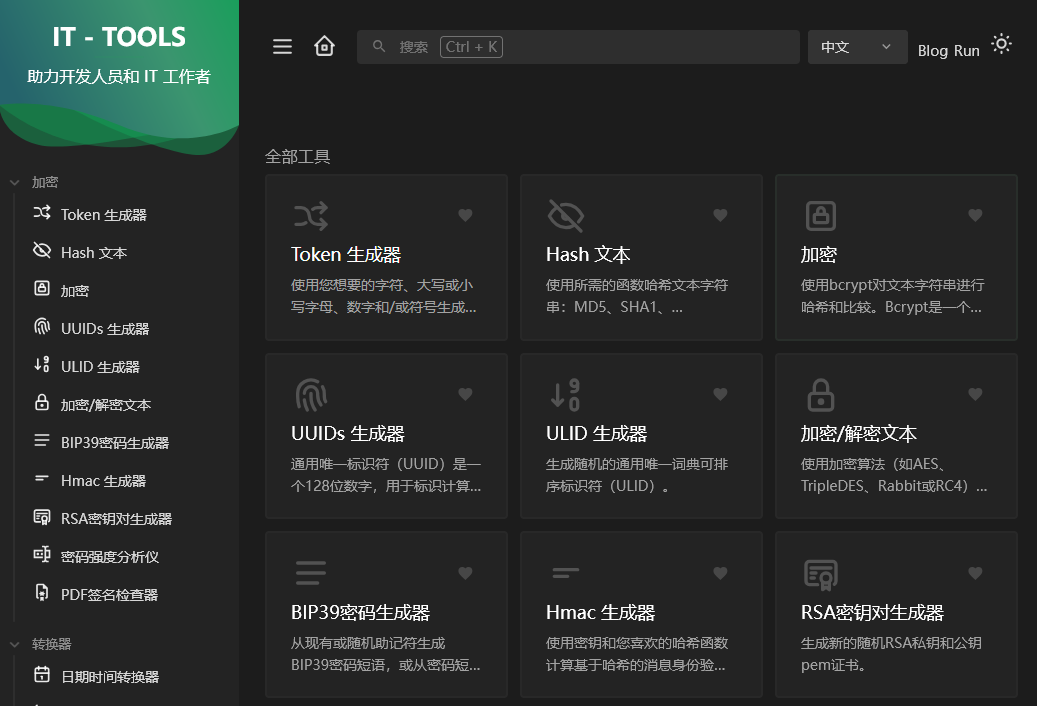 IT - TOOLS
助力开发人员和 IT 工作者
加密
Token 生成器
Hash 文本
加密
UUIDs 生成器
ULID 生成器
加密/解密文本
BIP39密码生成器
Hmac 生成器
RSA密钥对生成器
密码强度分析仪
PDF签名检查器
转换器
日期时间转换器
搜索 Ctrl + K
中文
Blog Run
全部工具
Token 生成器
使用您想要的字符、大写或小
写字母、数字和/或符号生成...
Hash 文本
使用所需的函数哈希文本字符
串：MD5、SHA1、...
加密
使用bcrypt对文本字符串进行
哈希和比较。Bcrypt是一个...
UUIDs 生成器
通用唯一标识符（UUID）是一
个128位数字，用于标识计算...
ULID 生成器
生成随机的通用唯一词典可排
序标识符（ULID）。
加密/解密文本
使用加密算法（如AES、
TripleDES、Rabbit或RC4）...
BIP39密码生成器
从现有或随机助记符生成
BIP39密码短语，或从密码短...
Hmac 生成器
使用密钥和您喜欢的哈希函数
计算基于哈希的消息身份验...
RSA密钥对生成器
生成新的随机RSA私钥和公钥
pem证书。